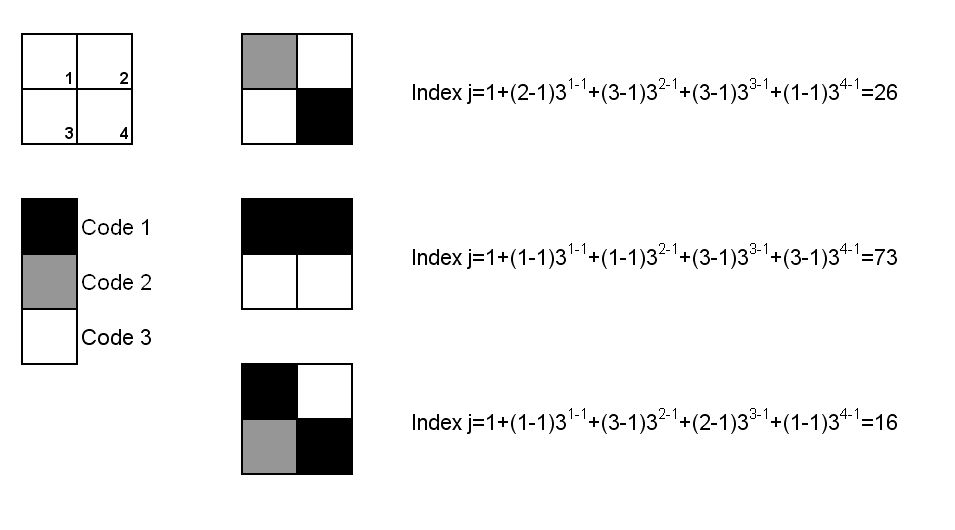 1 2
3 4
Index j=1+(2-1)3^{1-1}+(3-1)3^{2-1}+(3-1)3^{3-1}+(1-1)3^{4-1}=26
Code 1
Code 2
Code 3
Index j=1+(1-1)3^{1-1}+(1-1)3^{2-1}+(3-1)3^{3-1}+(3-1)3^{4-1}=73
Index j=1+(1-1)3^{1-1}+(3-1)3^{2-1}+(2-1)3^{3-1}+(1-1)3^{4-1}=16